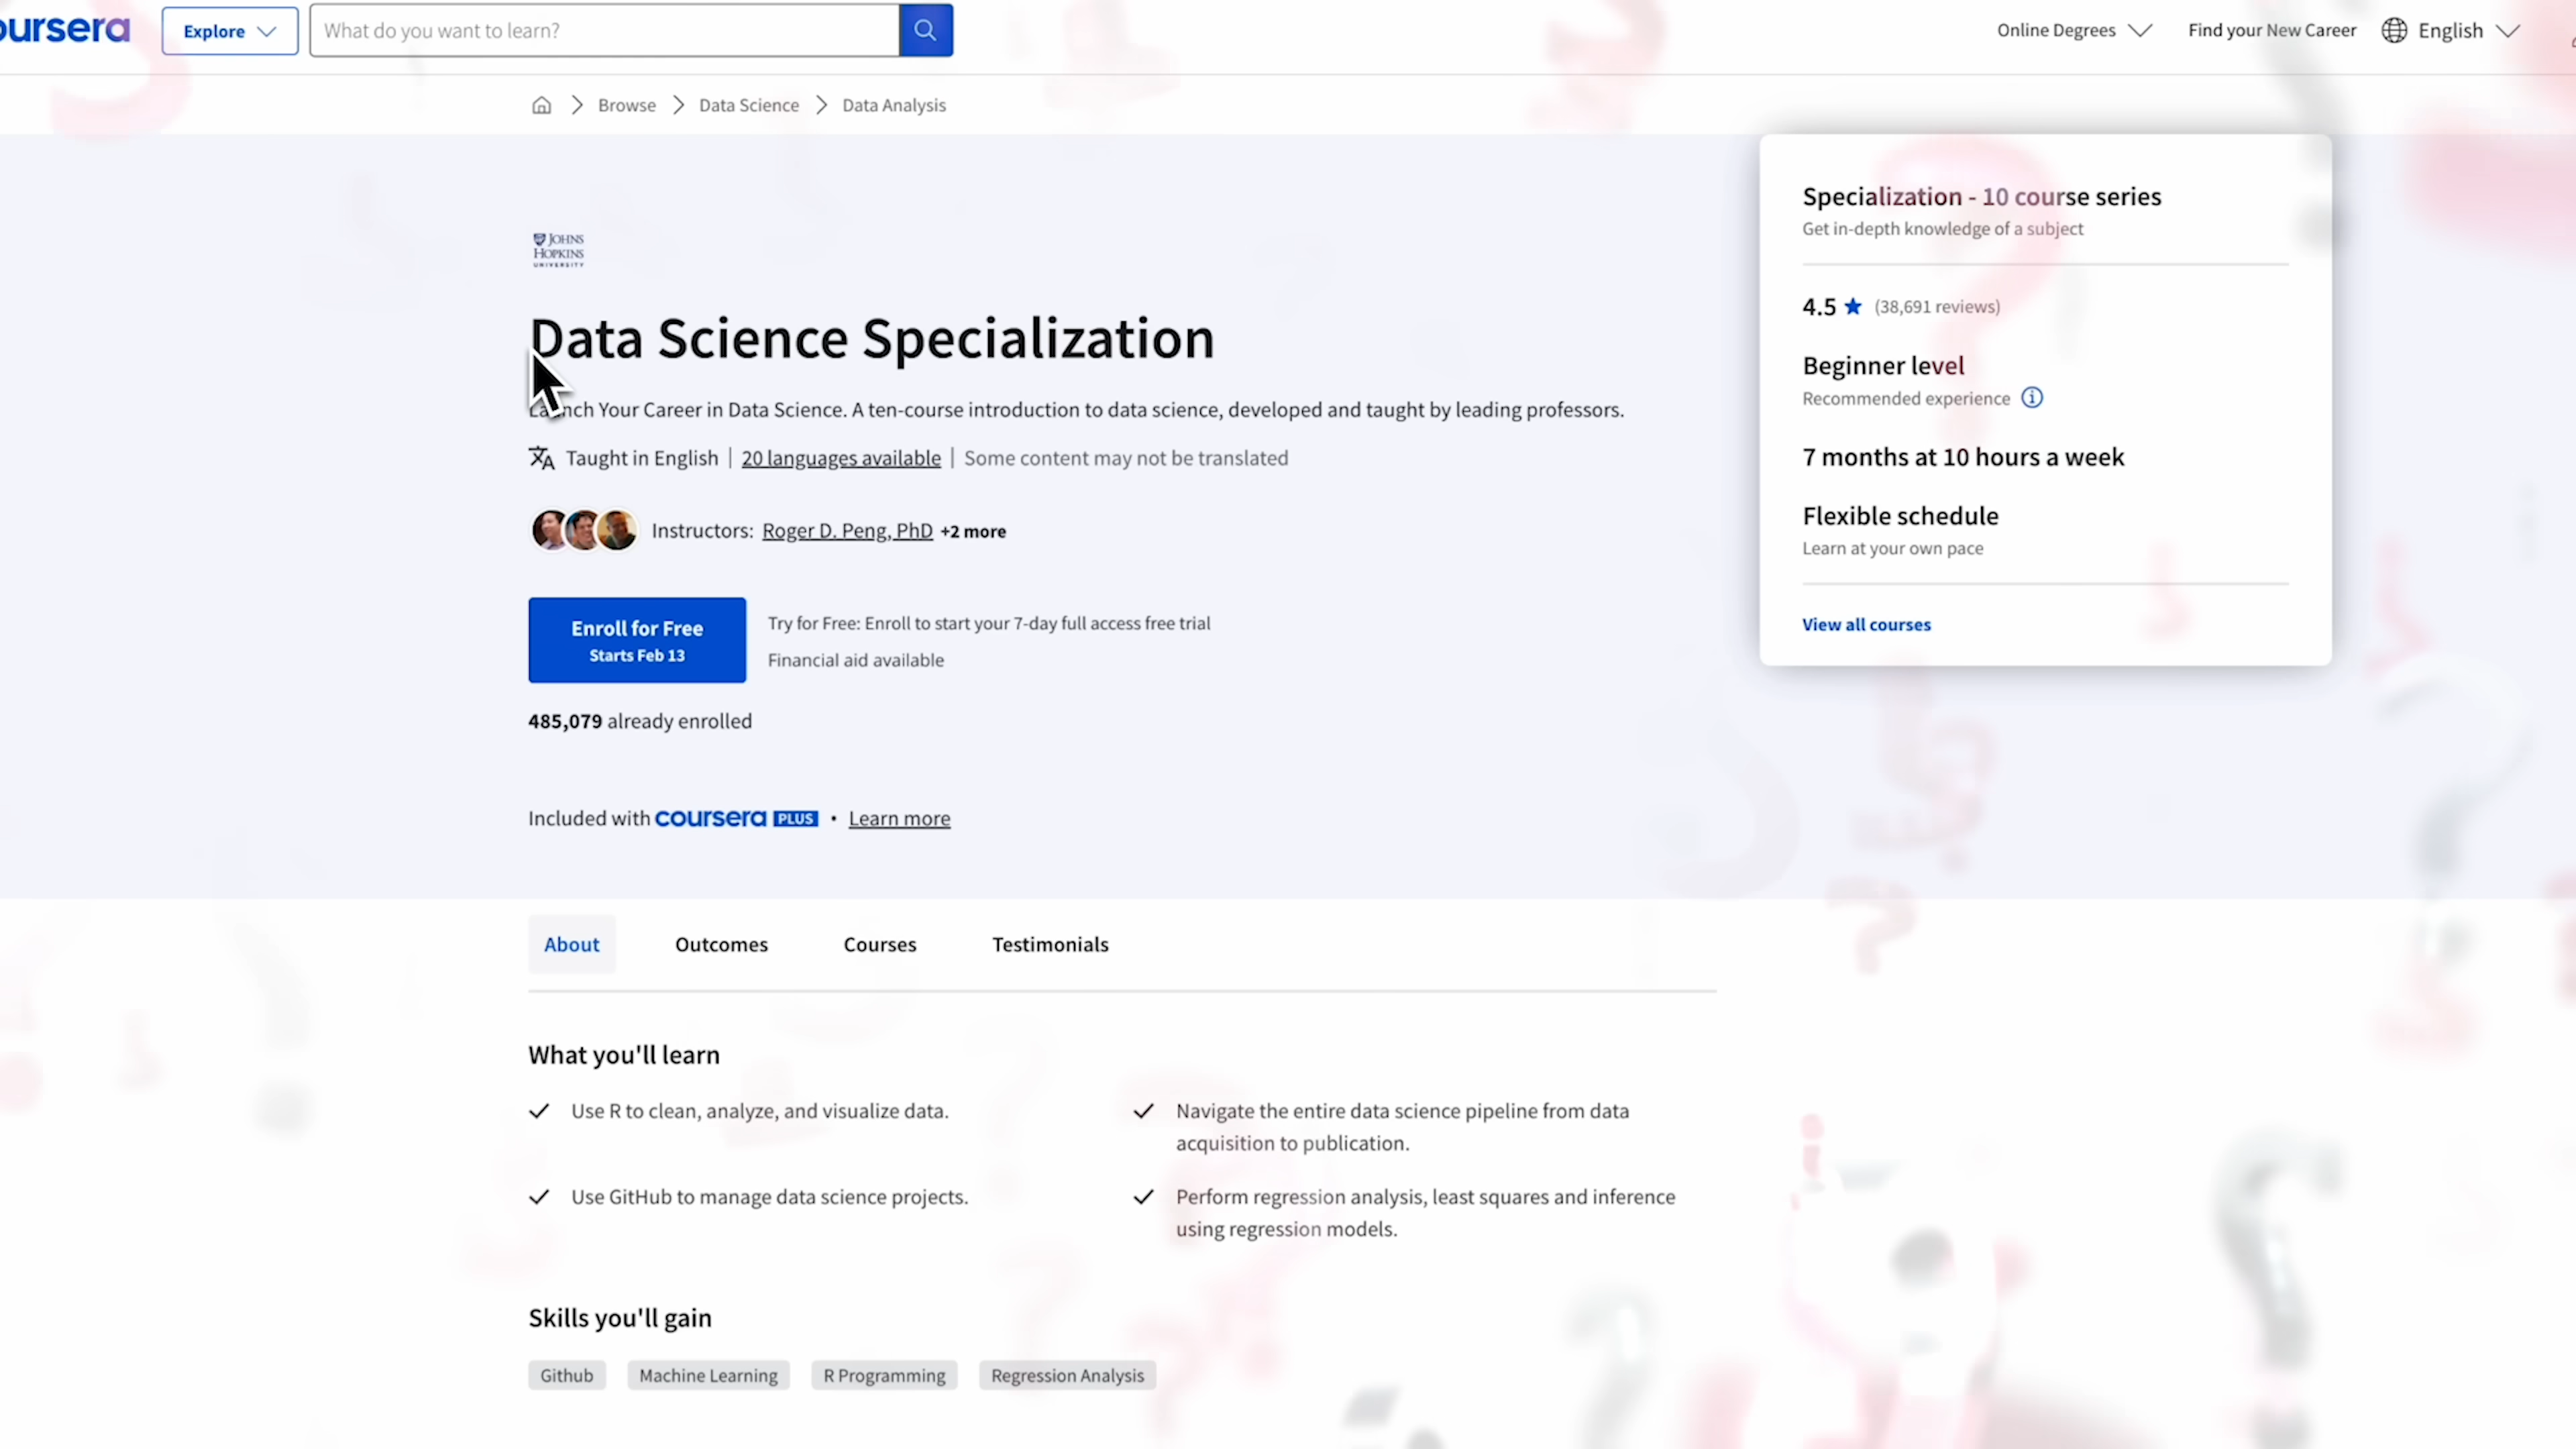 oursera
Explore
What do you want to learn?
Online Degrees
Find your New Career
English
Browse
Data Science
Data Analysis
JOHNS
HOPKINS
UNIVERSITY
Data Science Specialization
Launch Your Career in Data Science. A ten-course introduction to data science, developed and taught by leading professors.
Taught in English | 20 languages available | Some content may not be translated
Instructors: Roger D. Peng, PhD +2 more
Enroll for Free
Starts Feb 13
Try for Free: Enroll to start your 7-day full access free trial
Financial aid available
485,079 already enrolled
Included with coursera PLUS • Learn more
Specialization - 10 course series
Get in-depth knowledge of a subject
4.5 ★ (38,691 reviews)
Beginner level
Recommended experience
7 months at 10 hours a week
Flexible schedule
Learn at your own pace
View all courses
About
Outcomes
Courses
Testimonials
What you'll learn
Use R to clean, analyze, and visualize data.
Navigate the entire data science pipeline from data
acquisition to publication.
Use GitHub to manage data science projects.
Perform regression analysis, least squares and inference
using regression models.
Skills you'll gain
Github
Machine Learning
R Programming
Regression Analysis